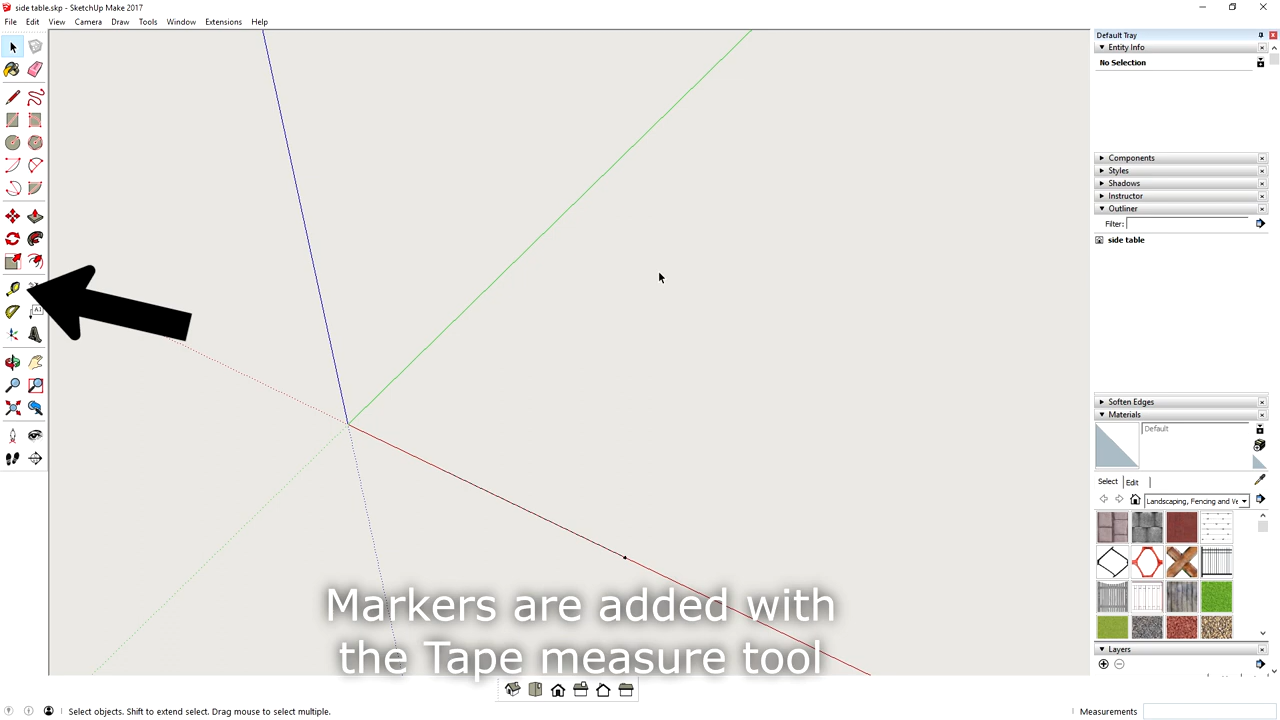 side table.skp - SketchUp Make 2017
File Edit View Camera Draw Tools Window Extensions Help
Default Tray
Entity Info
No Selection
Components
Styles
Shadows
Instructor
Outliner
Filter:
side table
A1
Soften Edges
Materials
Default
Select Edit
Landscaping, Fencing and Ve
Markers are added with
the Tape measure tool
Layers
Select objects. Shift to extend select. Drag mouse to select multiple.
Measurements